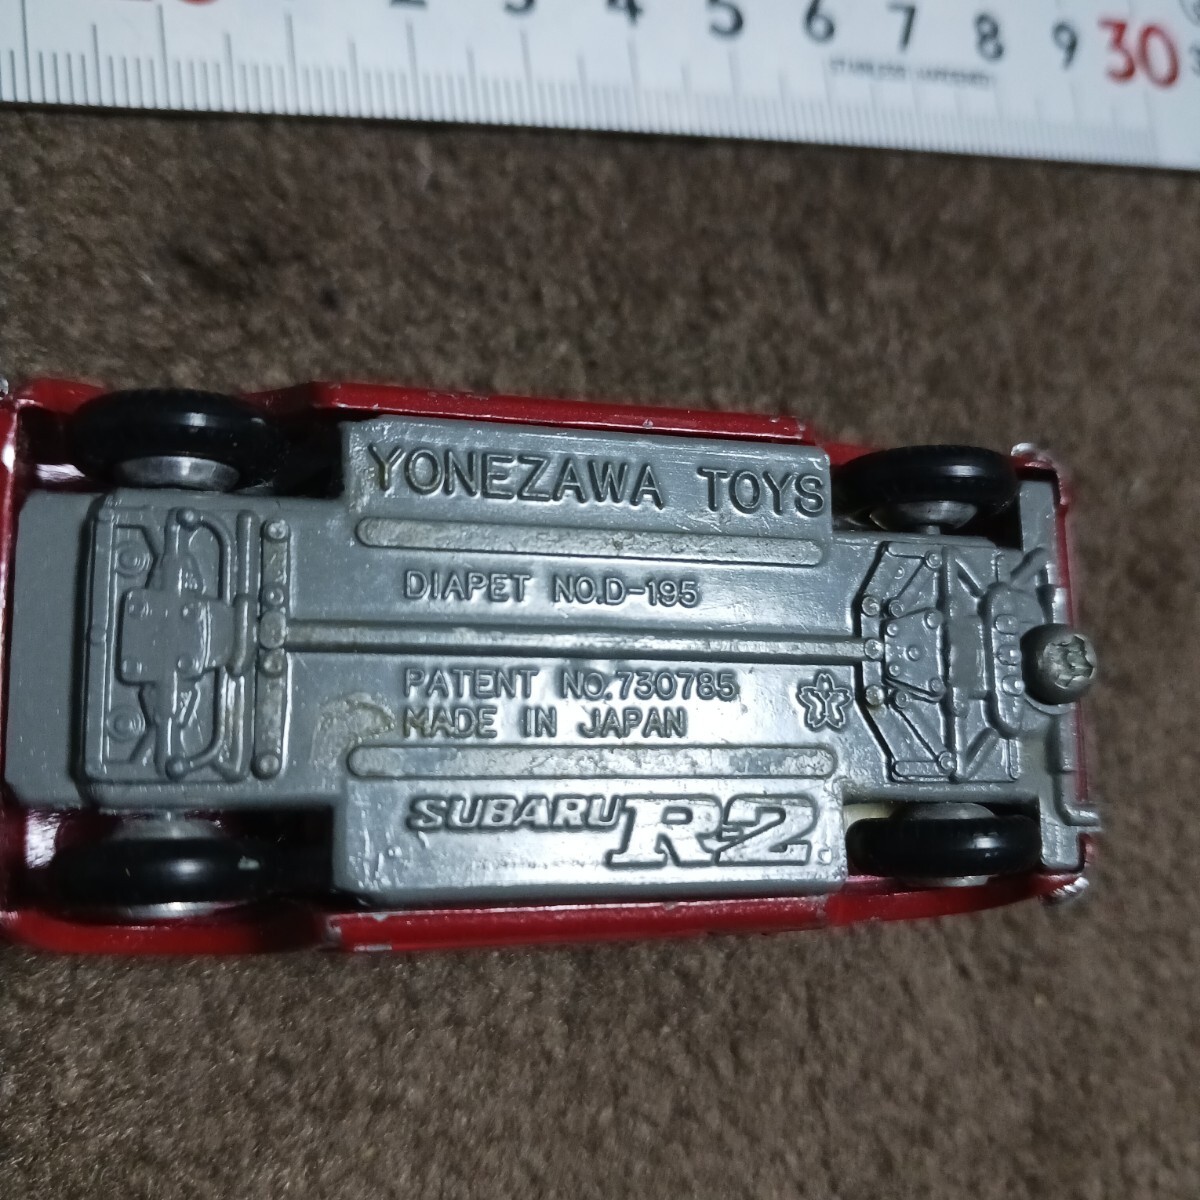 2 3 4 5 6 7 8 9 30
YONEZAWA TOYS
DIAPET NO.D-195
PATENT NO.730785
MADE IN JAPAN
SUBARU R-2